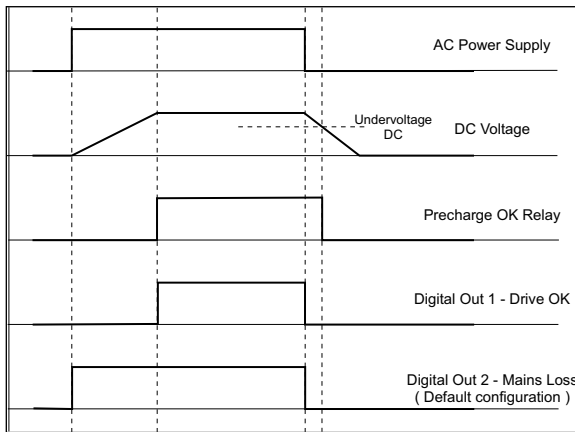 AC Power Supply
Undervoltage
DC
DC Voltage
Precharge OK Relay
Digital Out 1 - Drive OK
Digital Out 2 - Mains Loss
( Default configuration )